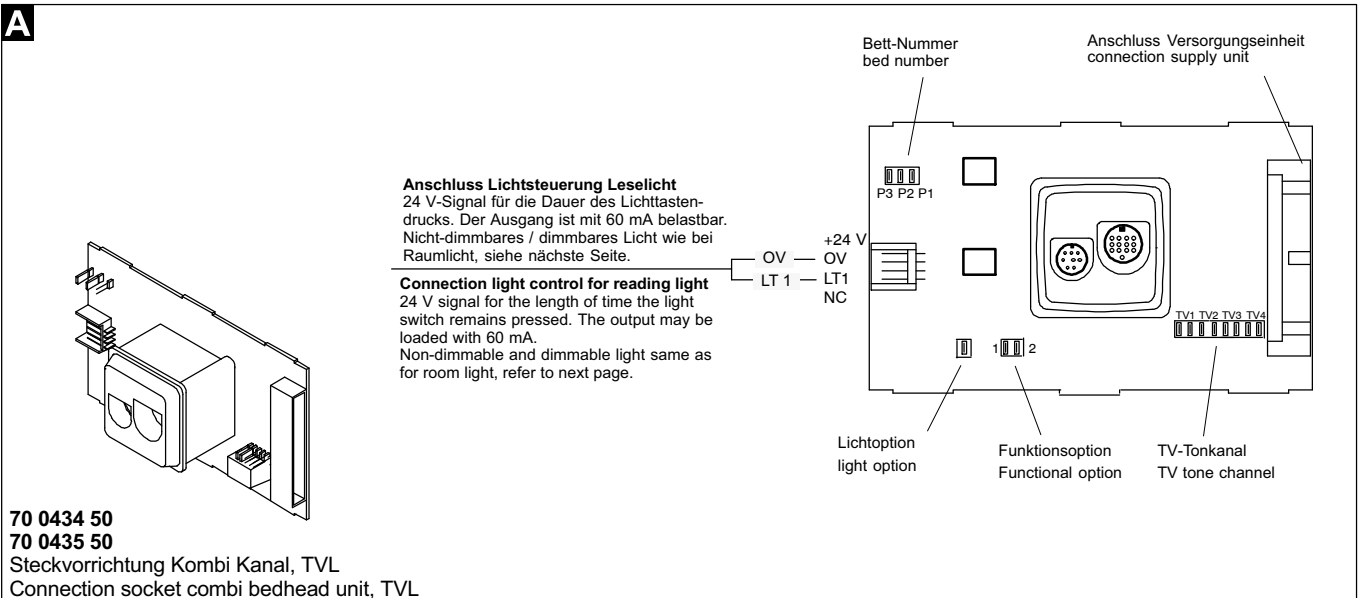 A
Bett-Nummer
bed number
Anschluss Versorgungseinheit
connection supply unit
Anschluss Lichtsteuerung Leselicht
24 V-Signal für die Dauer des Lichttasten-
drucks. Der Ausgang ist mit 60 mA belastbar.
Nicht-dimmbares / dimmbares Licht wie bei
Raumlicht, siehe nächste Seite.
Connection light control for reading light
24 V signal for the length of time the light
switch remains pressed. The output may be
loaded with 60 mA.
Non-dimmable and dimmable light same as
for room light, refer to next page.
P3 P2 P1
+24 V
OV OV
LT 1 LT1
NC
TV1 TV2 TV3 TV4
1 2
Lichtoption
light option
Funktionsoption
Functional option
TV-Tonkanal
TV tone channel
70 0434 50
70 0435 50
Steckvorrichtung Kombi Kanal, TVL
Connection socket combi bedhead unit, TVL